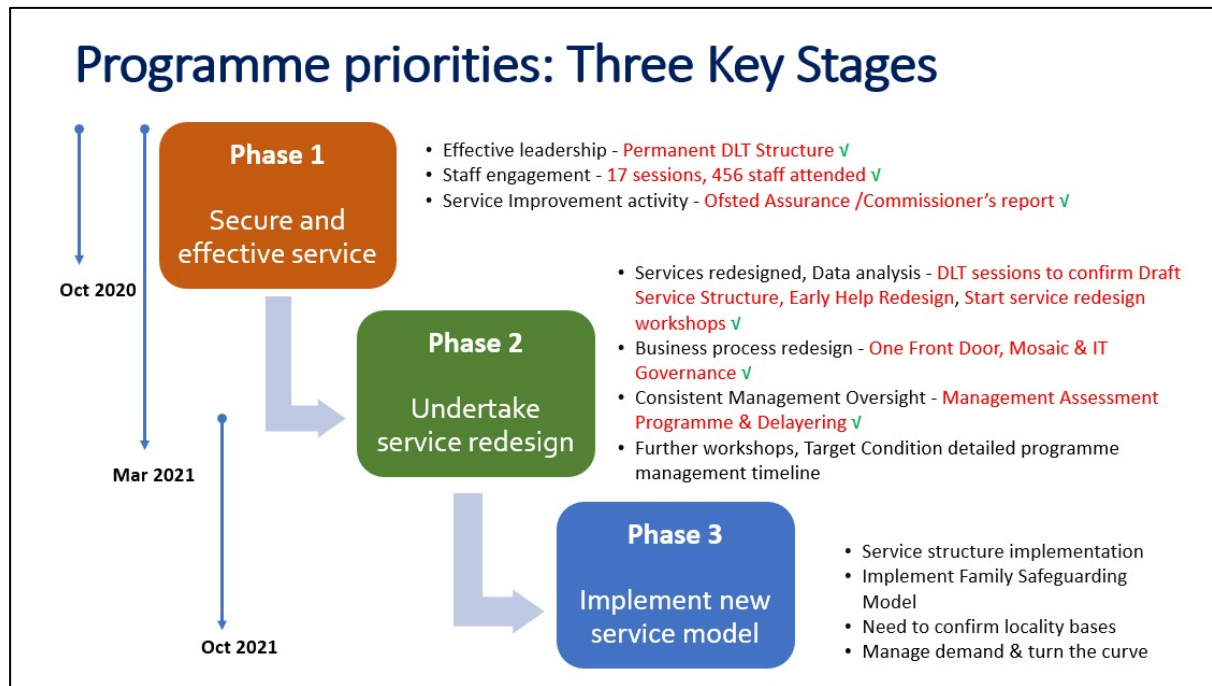 Programme priorities: Three Key Stages
Phase 1
Secure and
effective service
• Effective leadership - Permanent DLT Structure √
• Staff engagement - 17 sessions, 456 staff attended √
• Service Improvement activity - Ofsted Assurance /Commissioner's report √
Oct 2020
Phase 2
Undertake
service redesign
• Services redesigned, Data analysis - DLT sessions to confirm Draft
Service Structure, Early Help Redesign, Start service redesign
workshops √
• Business process redesign - One Front Door, Mosaic & IT
Governance √
• Consistent Management Oversight - Management Assessment
Programme & Delayering √
• Further workshops, Target Condition detailed programme
management timeline
Mar 2021
Phase 3
Implement new
service model
• Service structure implementation
• Implement Family Safeguarding
Model
• Need to confirm locality bases
• Manage demand & turn the curve
Oct 2021